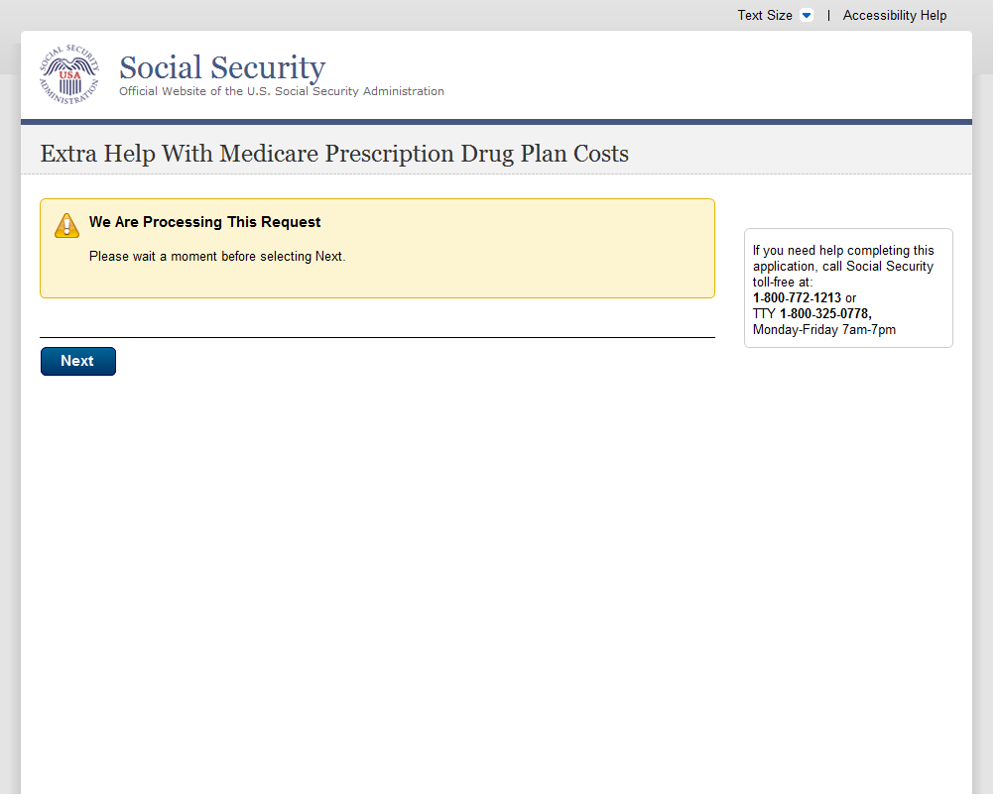 Text Size | Accessibility Help
SOCIAL SECURITY ADMINISTRATION
USA
Social Security
Official Website of the U.S. Social Security Administration
Extra Help With Medicare Prescription Drug Plan Costs
We Are Processing This Request
Please wait a moment before selecting Next.
Next
If you need help completing this
application, call Social Security
toll-free at:
1-800-772-1213 or
TTY 1-800-325-0778,
Monday-Friday 7am-7pm